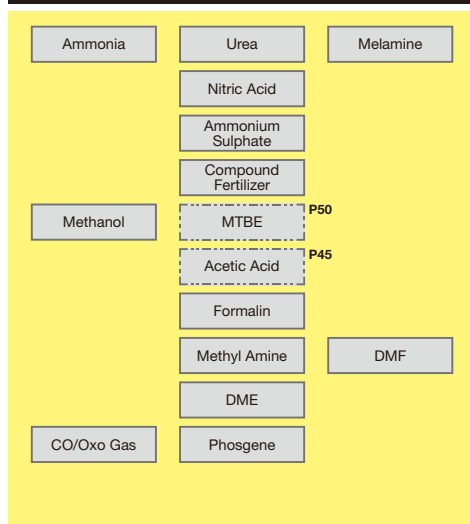 Ammonia
Urea
Melamine
Nitric Acid
Ammonium
Sulphate
Compound
Fertilizer
Methanol
MTBE
P50
Acetic Acid
P45
Formalin
Methyl Amine
DMF
DME
CO/Oxo Gas
Phosgene